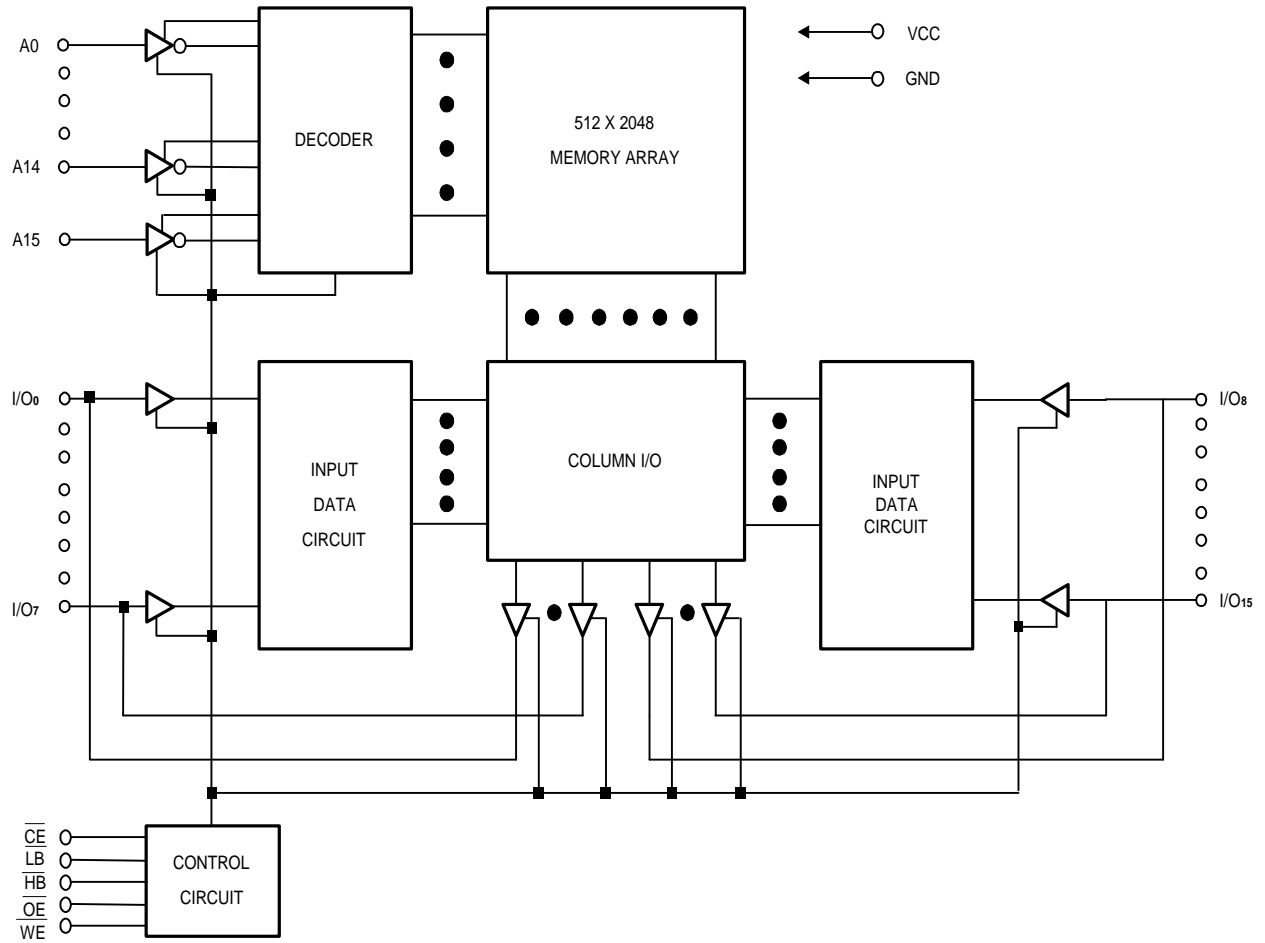 A0
A14
A15
DECODER
512 X 2048
MEMORY ARRAY
VCC
GND
I/O0
I/O7
INPUT
DATA
CIRCUIT
COLUMN I/O
INPUT
DATA
CIRCUIT
I/O8
I/O15
CE
LB
HB
OE
WE
CONTROL
CIRCUIT